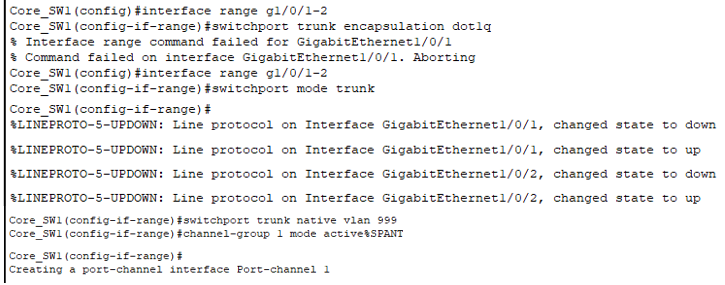 Core_SW1(config)#interface range g1/0/1-2
Core_SW1(config-if-range)#switchport trunk encapsulation dot1q
% Interface range command failed for GigabitEthernet1/0/1
% Command failed on interface GigabitEthernet1/0/1. Aborting
Core_SW1(config)#interface range g1/0/1-2
Core_SW1(config-if-range)#switchport mode trunk
Core_SW1(config-if-range)#
%LINEPROTO-5-UPDOWN: Line protocol on Interface GigabitEthernet1/0/1, changed state to down
%LINEPROTO-5-UPDOWN: Line protocol on Interface GigabitEthernet1/0/1, changed state to up
%LINEPROTO-5-UPDOWN: Line protocol on Interface GigabitEthernet1/0/2, changed state to down
%LINEPROTO-5-UPDOWN: Line protocol on Interface GigabitEthernet1/0/2, changed state to up
Core_SW1(config-if-range)#switchport trunk native vlan 999
Core_SW1(config-if-range)#channel-group 1 mode active%SPANT
Core_SW1(config-if-range)#
Creating a port-channel interface Port-channel 1